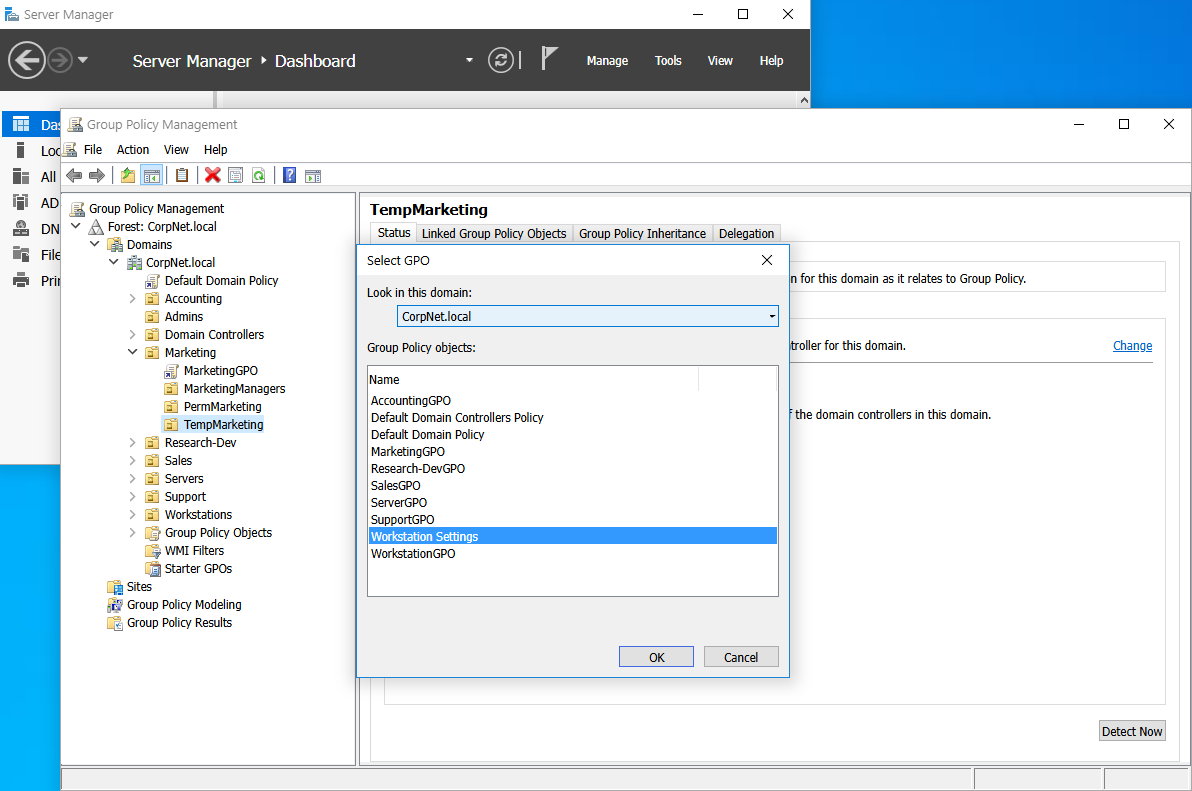 Server Manager
Server Manager Dashboard
Manage Tools View Help
Group Policy Management
File Action View Help
Group Policy Management
Forest: CorpNet.local
Domains
CorpNet.local
Default Domain Policy
Accounting
Admins
Domain Controllers
Marketing
MarketingGPO
MarketingManagers
PermMarketing
TempMarketing
Research-Dev
Sales
Servers
Support
Workstations
Group Policy Objects
WMI Filters
Starter GPOs
Sites
Group Policy Modeling
Group Policy Results
TempMarketing
Status Linked Group Policy Objects Group Policy Inheritance Delegation
n for this domain as it relates to Group Policy.
troller for this domain.
Change
f the domain controllers in this domain.
Detect Now
Select GPO
Look in this domain:
CorpNet.local
Group Policy objects:
Name
AccountingGPO
Default Domain Controllers Policy
Default Domain Policy
MarketingGPO
Research-DevGPO
SalesGPO
ServerGPO
SupportGPO
Workstation Settings
WorkstationGPO
OK Cancel
Das
Loc
All
AD
DN
File
Prin